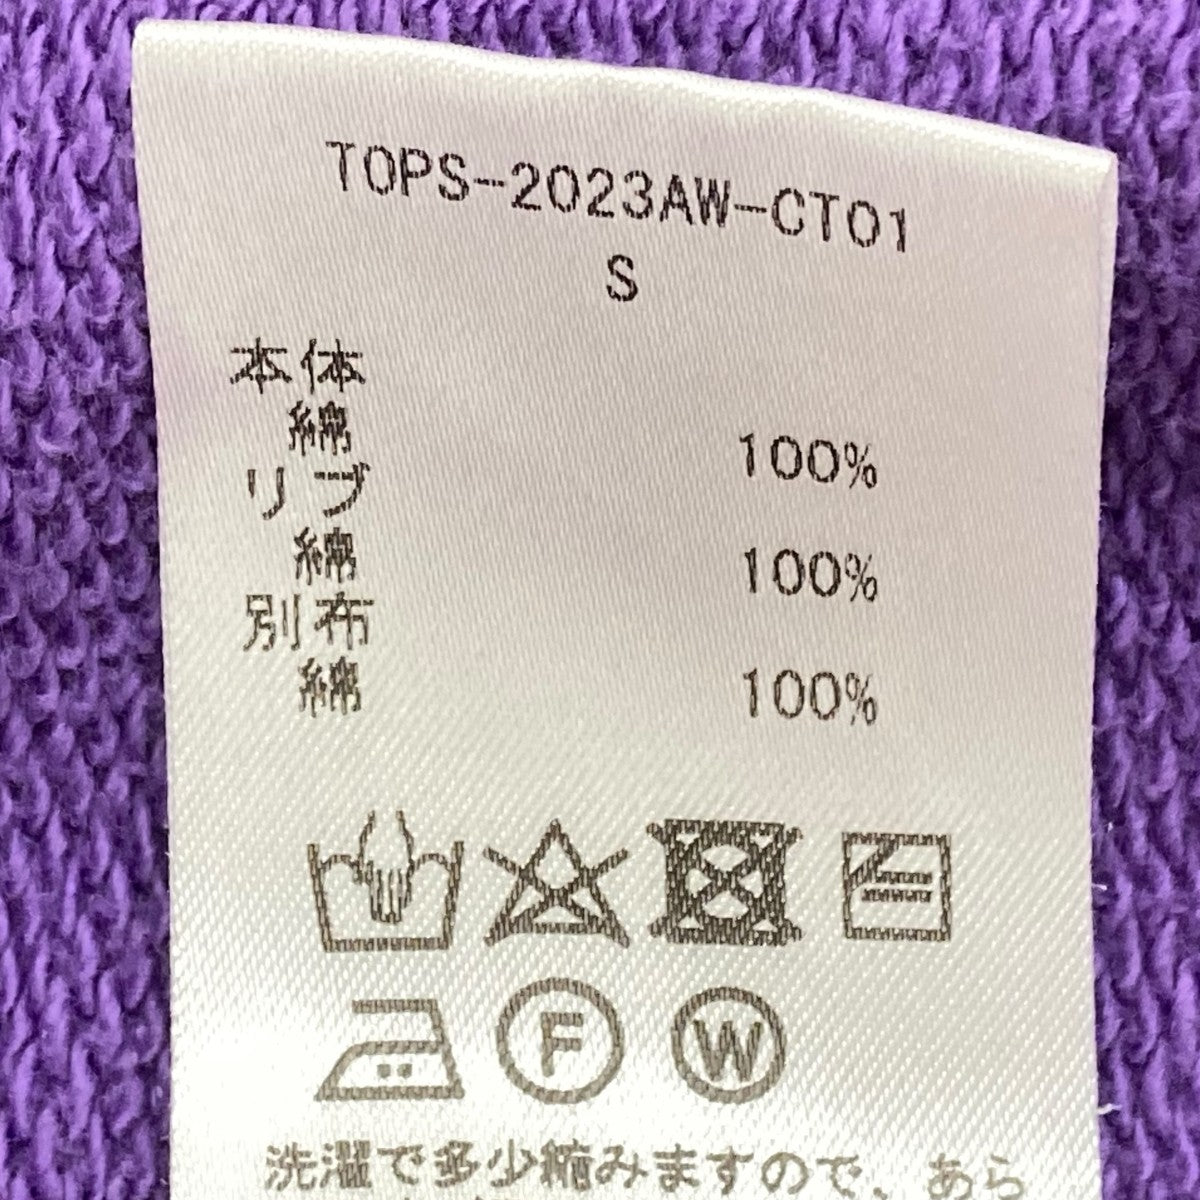 TOPS-2023AW-CT01
S
本体
綿 100%
リブ
綿 100%
別布
綿 100%
F W
洗濯で多少縮みますので、あら